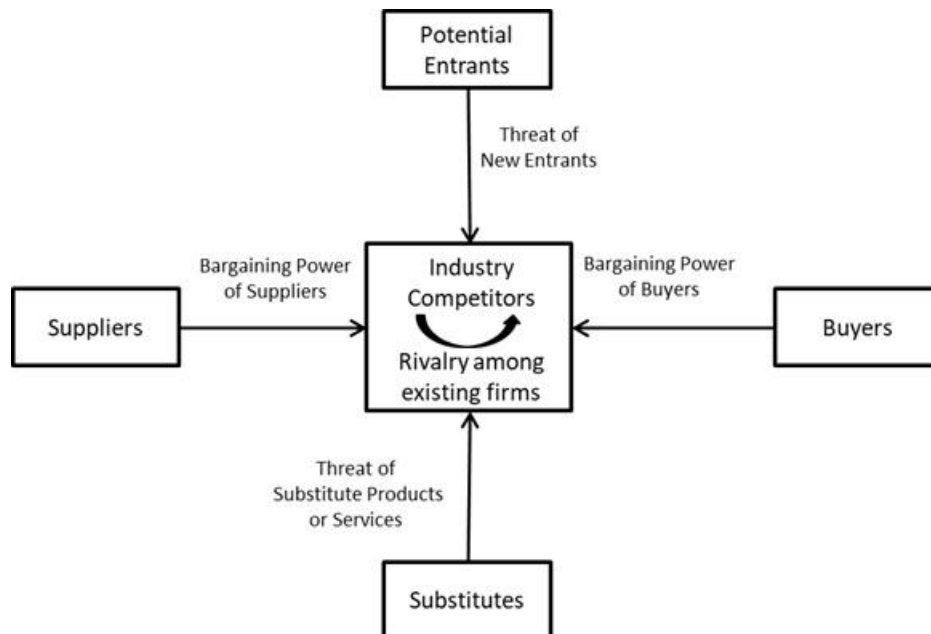 Potential
Entrants
Threat of
New Entrants
Bargaining Power
of Suppliers
Industry
Competitors
Bargaining Power
of Buyers
Suppliers
Buyers
Rivalry among
existing firms
Threat of
Substitute Products
or Services
Substitutes